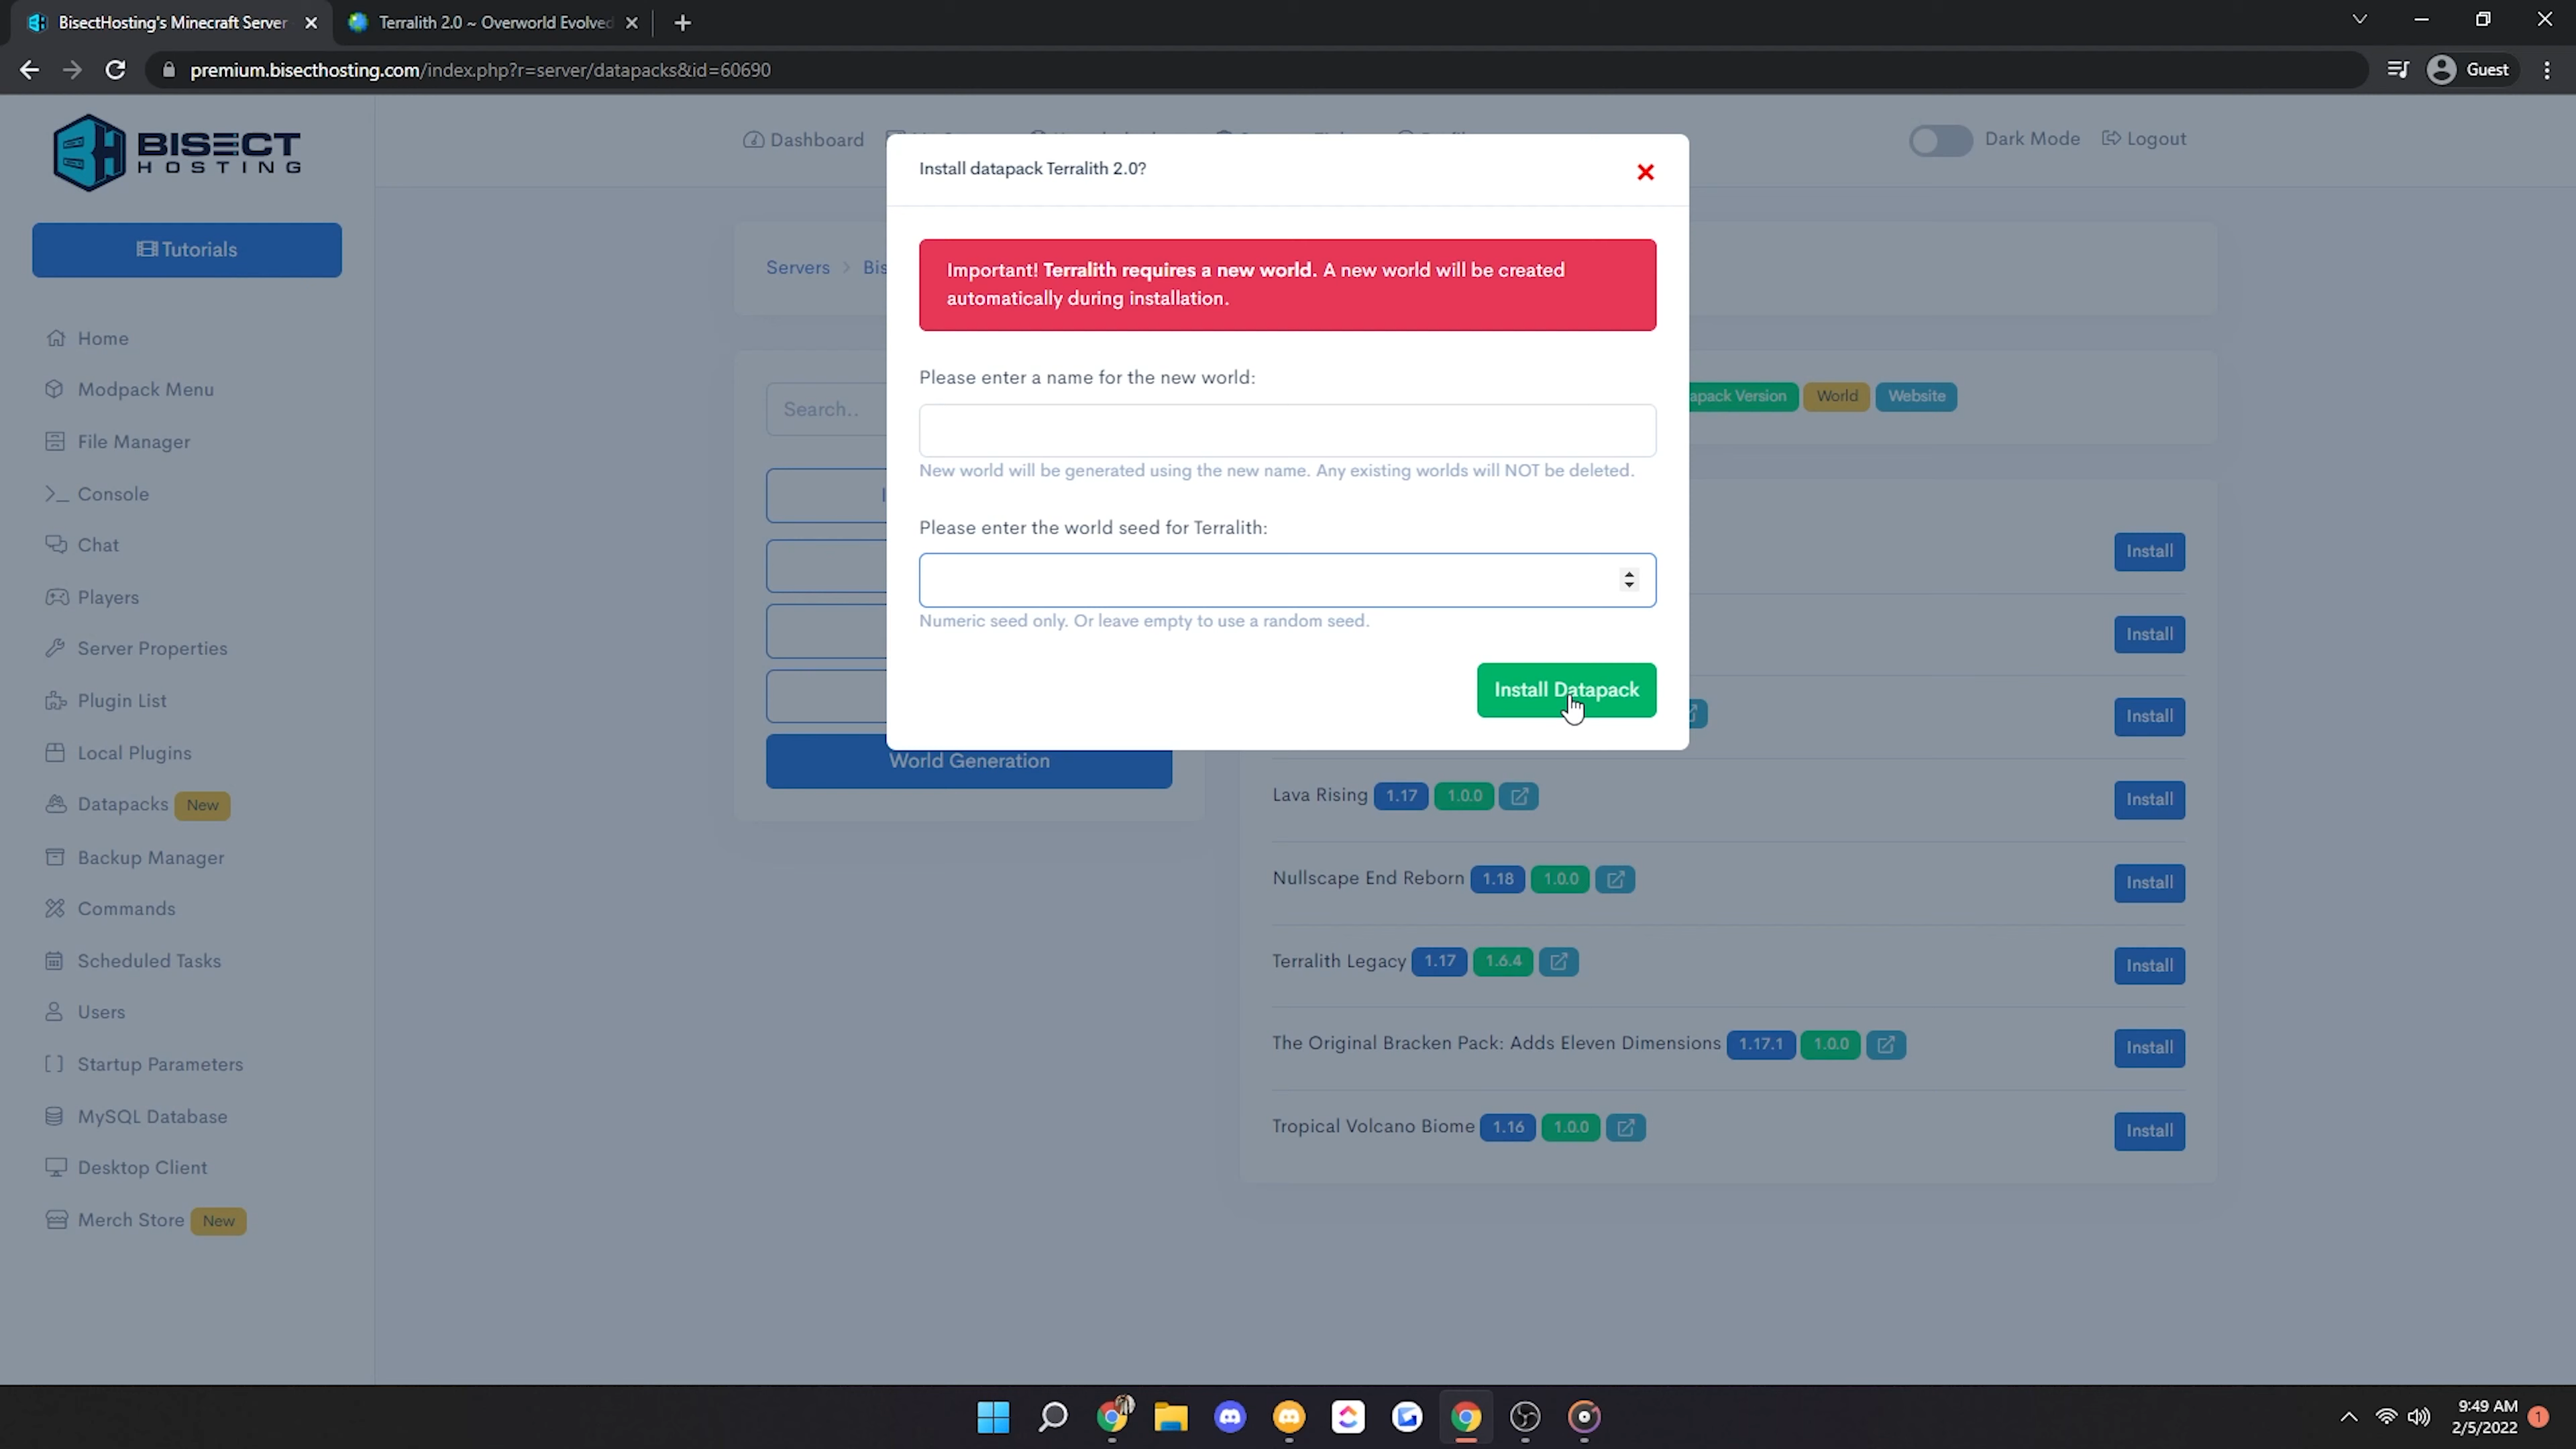 BisectHosting's Minecraft Server
Terralith 2.0 ~ Overworld Evolved
premium.bisecthosting.com/index.php?r=server/datapacks&id=60690
Guest
BISECT
HOSTING
Dashboard
Dark Mode
Logout
Tutorials
Home
Modpack Menu
File Manager
Console
Chat
Players
Server Properties
Plugin List
Local Plugins
Datapacks New
Backup Manager
Commands
Scheduled Tasks
Users
Startup Parameters
MySQL Database
Desktop Client
Merch Store New
Servers > Bis
Search..
World Generation
Install datapack Terralith 2.0?
Important! Terralith requires a new world. A new world will be created
automatically during installation.
Please enter a name for the new world:
New world will be generated using the new name. Any existing worlds will NOT be deleted.
Please enter the world seed for Terralith:
Numeric seed only. Or leave empty to use a random seed.
Install Datapack
apack Version World Website
Install
Install
Install
Lava Rising 1.17 1.0.0 Install
Nullscape End Reborn 1.18 1.0.0 Install
Terralith Legacy 1.17 1.6.4 Install
The Original Bracken Pack: Adds Eleven Dimensions 1.17.1 1.0.0 Install
Tropical Volcano Biome 1.16 1.0.0 Install
9:49 AM
2/5/2022
1